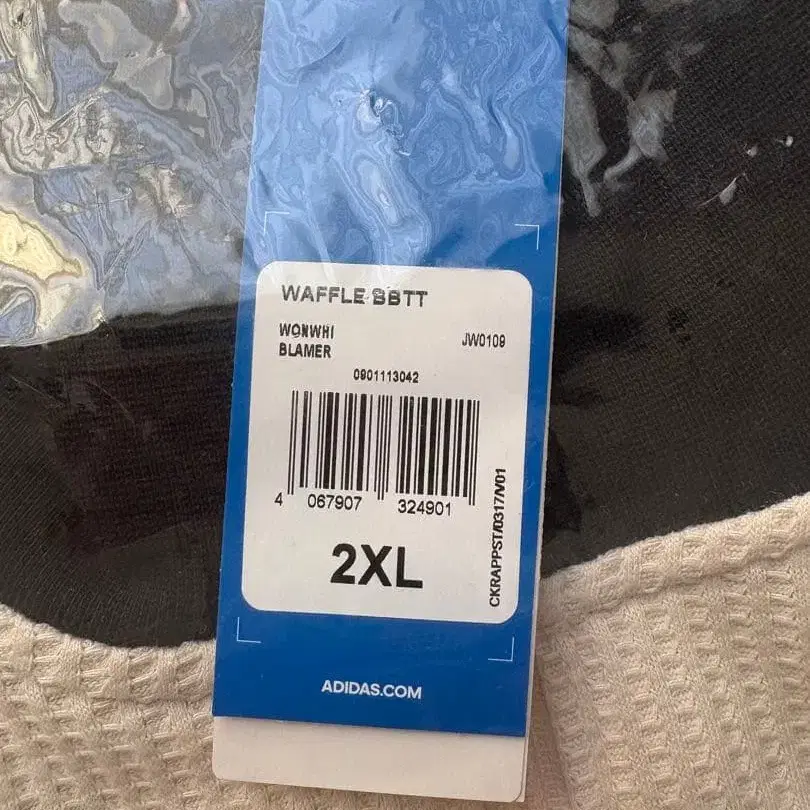 WAFFLE BBTT
WONWHI
JW0109
BLAMER
0901113042
4 067907 324901
CKRAPPST/0317/V01
2XL
ADIDAS.COM